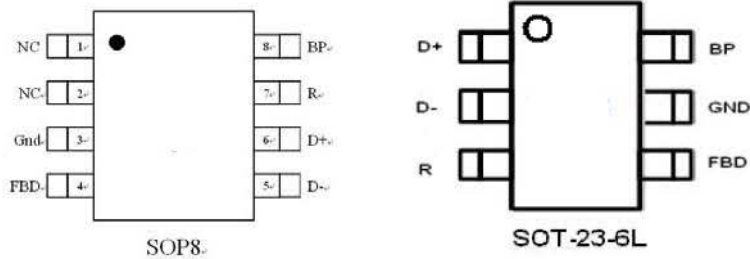 NC 1 8 BP
NC 2 7 R
Gnd 3 6 D+
FBD 4 5 D-
SOP8
D+ BP
D- GND
R FBD
SOT-23-6L